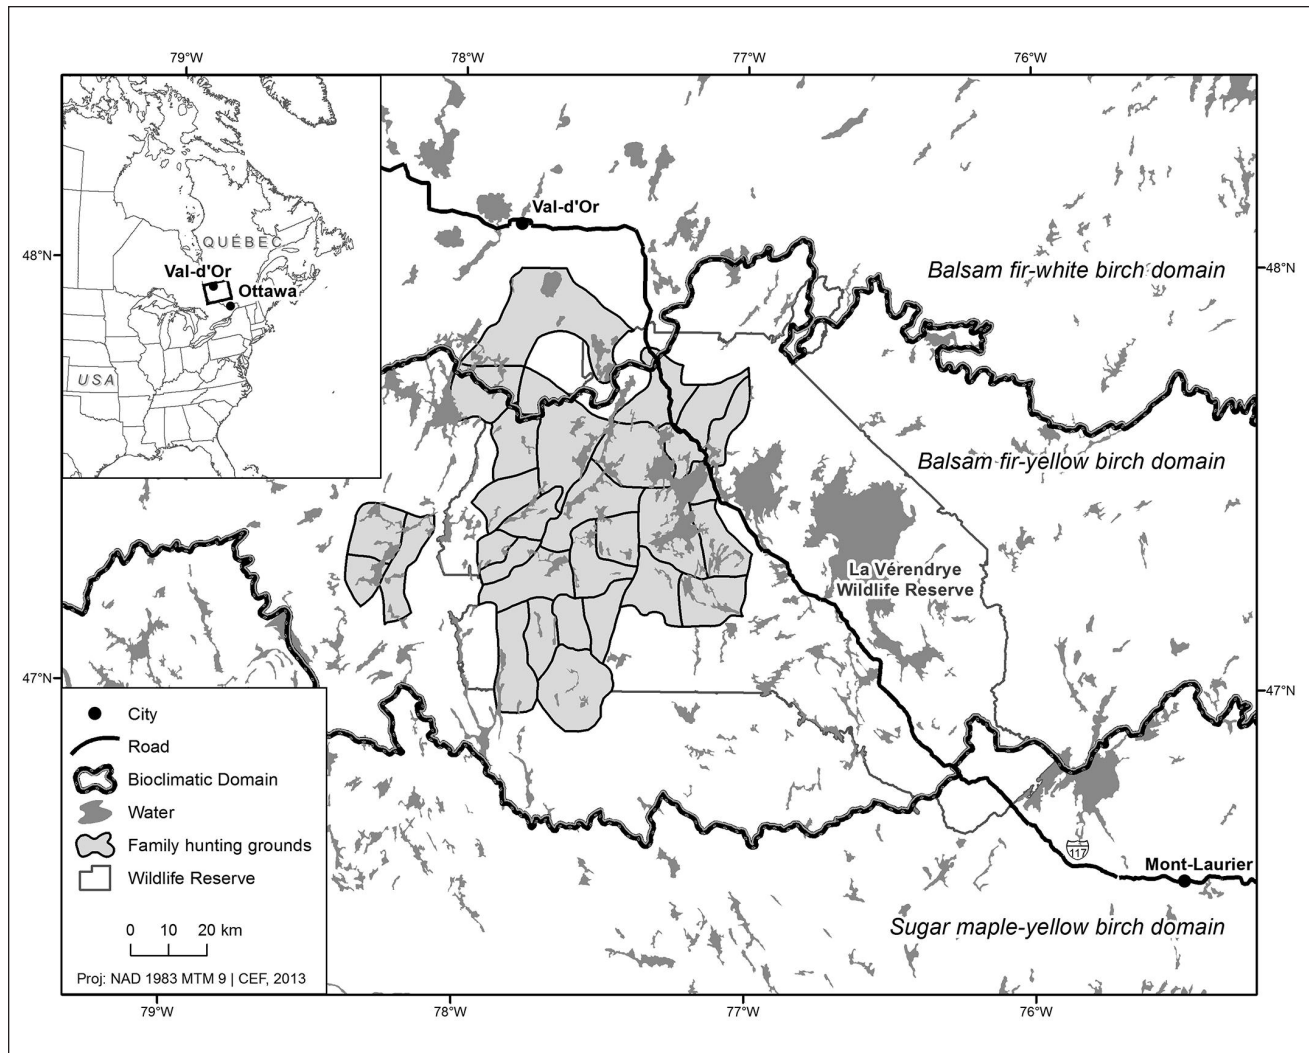 79°W
78°W
77°W
76°W
48°N
48°N
47°N
47°N
QUÉBEC
Val-d'Or
Ottawa
USA
Val-d'Or
Balsam fir-white birch domain
Balsam fir-yellow birch domain
La Vérendrye
Wildlife Reserve
117
Mont-Laurier
Sugar maple-yellow birch domain
City
Road
Bioclimatic Domain
Water
Family hunting grounds
Wildlife Reserve
0 10 20 km
Proj: NAD 1983 MTM 9 | CEF, 2013
79°W
78°W
77°W
76°W